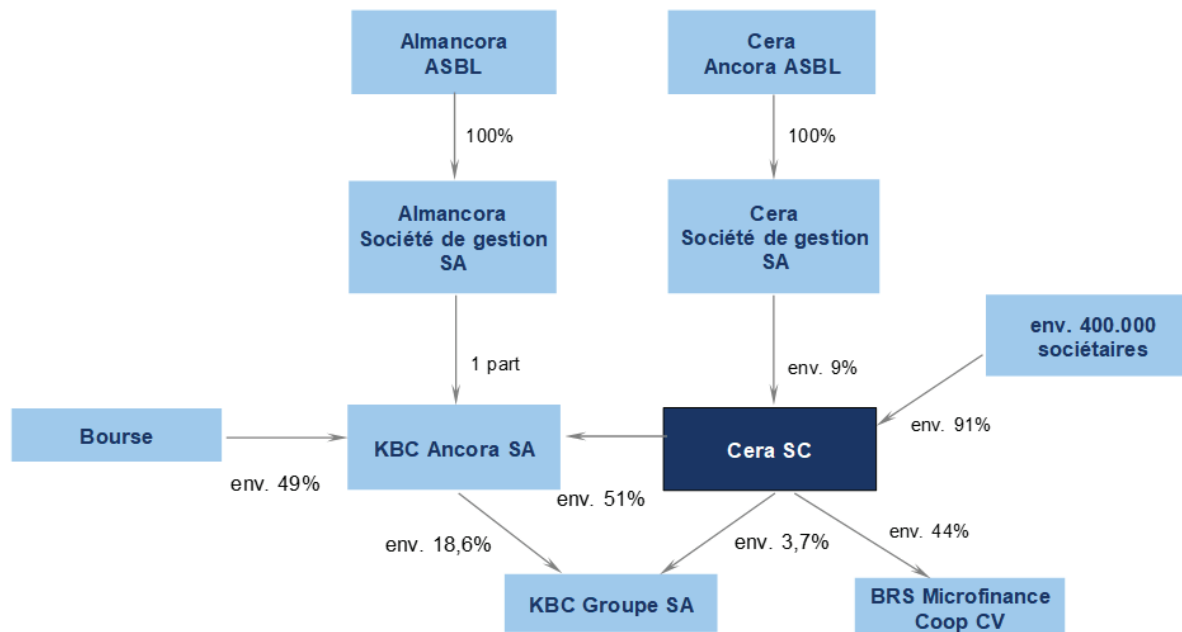 Almancora
ASBL
Cera
Ancora ASBL
100%
100%
Almancora
Société de gestion
SA
Cera
Société de gestion
SA
env. 400.000
sociétaires
1 part
env. 9%
env. 91%
Bourse
KBC Ancora SA
Cera SC
env. 49%
env. 51%
env. 18,6%
env. 3,7%
env. 44%
KBC Groupe SA
BRS Microfinance
Coop CV